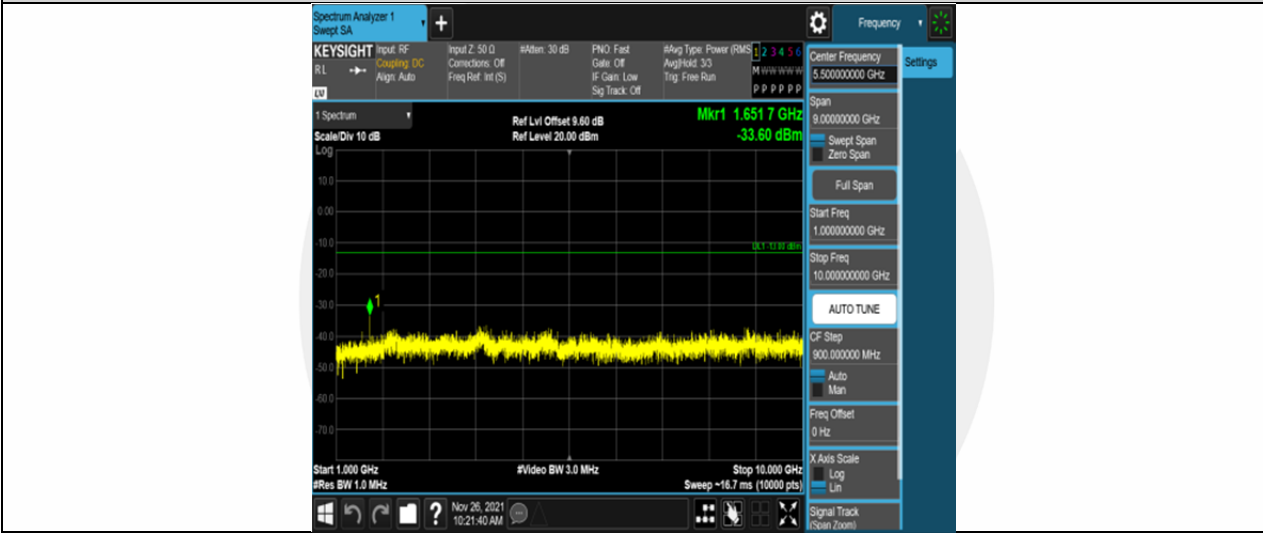 Spectrum Analyzer 1
Swept SA
+
Frequency
KEYSIGHT
RL
LV
Input: RF
Coupling: DC
Align: Auto
Input Z: 50 Ω
Corrections: Off
Freq Ref: Int (S)
#Atten: 30 dB
PNO: Fast
Gate: Off
IF Gain: Low
Sig Track: Off
#Avg Type: Power (RMS
Avg|Hold: 3/3
Trig: Free Run
1 2 3 4 5 6
M W W W W W
P P P P P P
1 Spectrum
Scale/Div 10 dB
Log
Ref Lvl Offset 9.60 dB
Ref Level 20.00 dBm
Mkr1 1.651 7 GHz
-33.60 dBm
10.0
0.00
-10.0
-20.0
-30.0
-40.0
-50.0
-60.0
-70.0
DL1 -13.00 dBm
1
Start 1.000 GHz
#Res BW 1.0 MHz
#Video BW 3.0 MHz
Stop 10.000 GHz
Sweep ~16.7 ms (10000 pts)
Nov 26, 2021
10:21:40 AM
?
Center Frequency
5.500000000 GHz
Settings
Span
9.00000000 GHz
Swept Span
Zero Span
Full Span
Start Freq
1.000000000 GHz
Stop Freq
10.000000000 GHz
AUTO TUNE
CF Step
900.000000 MHz
Auto
Man
Freq Offset
0 Hz
X Axis Scale
Log
Lin
Signal Track
(Span Zoom)